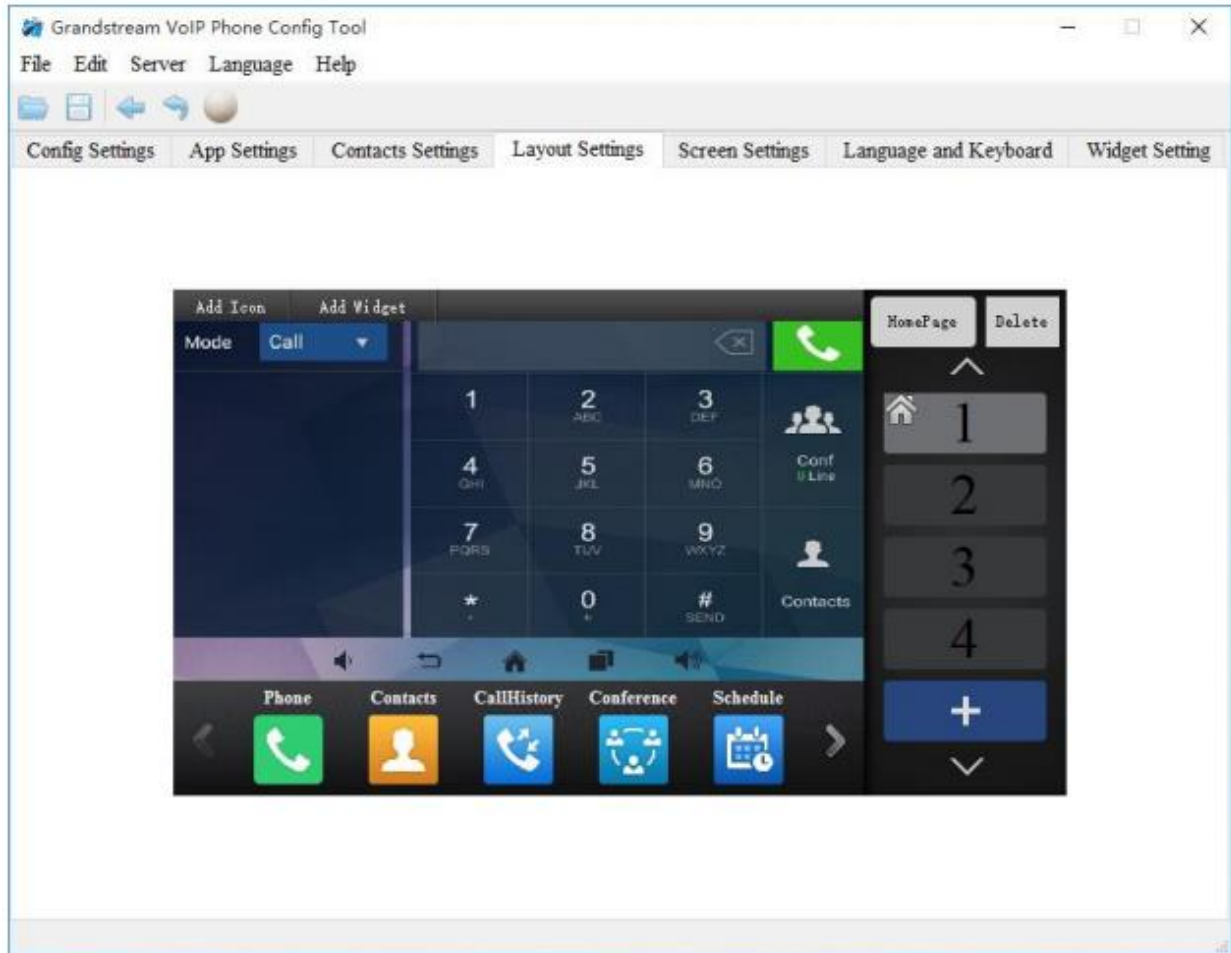 Grandstream VoIP Phone Config Tool
File Edit Server Language Help
Config Settings App Settings Contacts Settings Layout Settings Screen Settings Language and Keyboard Widget Setting
Add Icon Add Widget
HomePage Delete
Mode Call
1 2 3
ABC DEF
4 5 6
GHI JKL MNO
Conf
Line
7 8 9
PQRS TUV WXYZ
* 0 #
+ SEND
Contacts
1
2
3
4
+
Phone Contacts CallHistory Conference Schedule